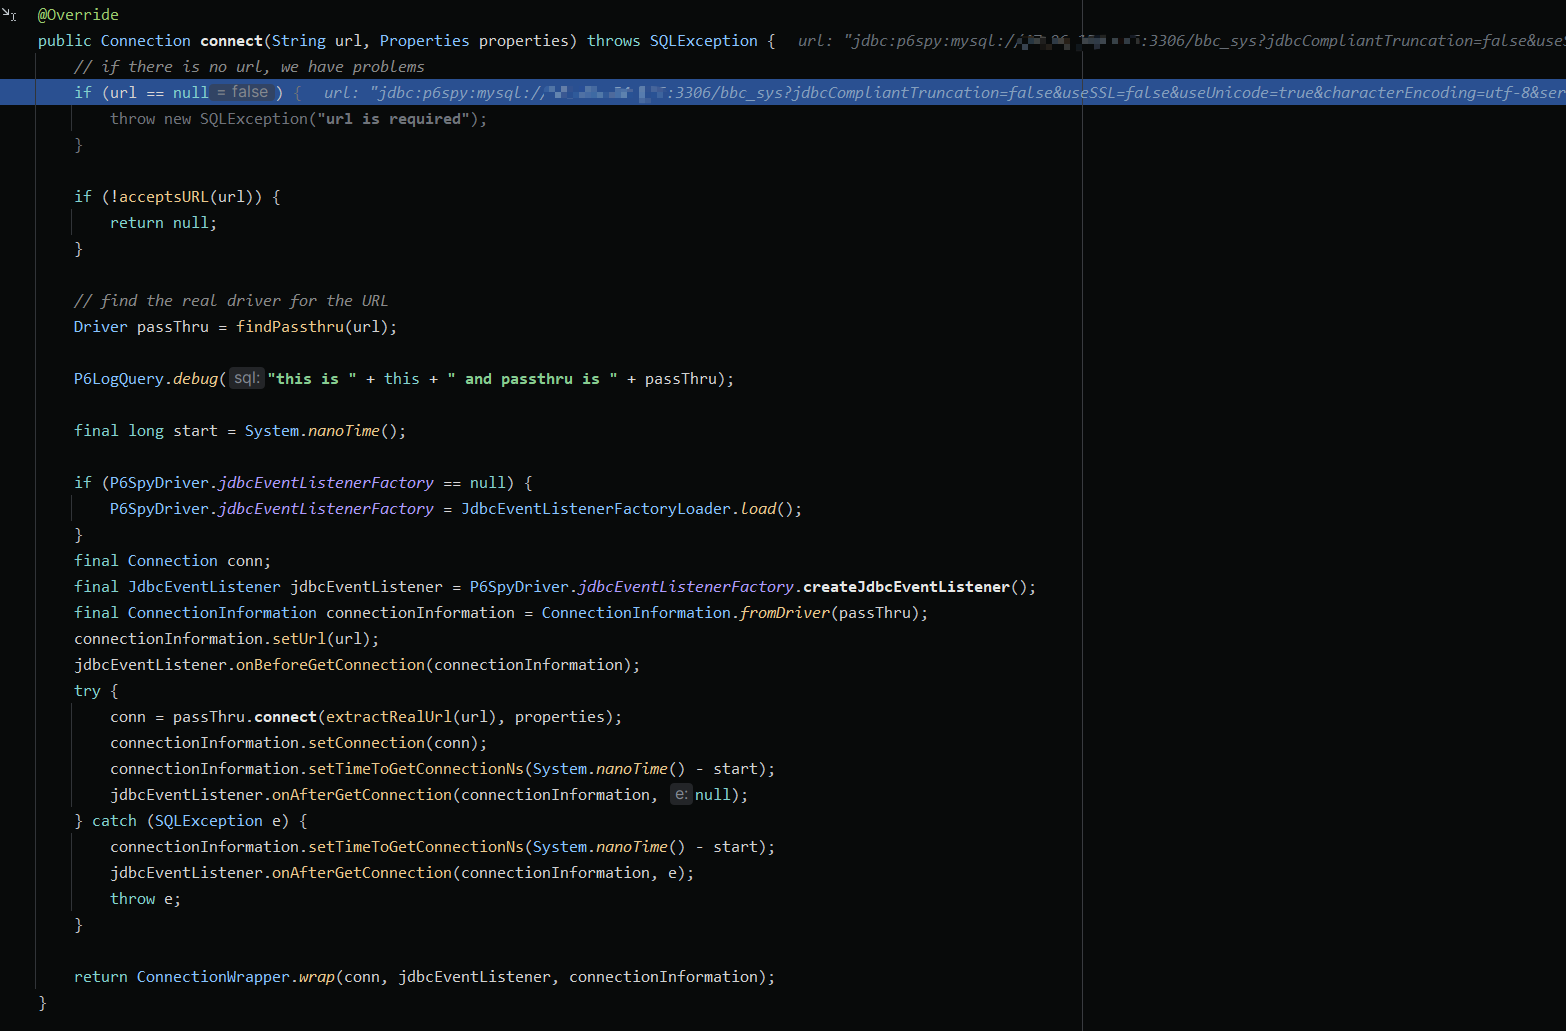 @Override
public Connection connect(String url, Properties properties) throws SQLException {   url: "jdbc:p6spy:mysql:// :3306/bbc_sys?jdbcCompliantTruncation=false&useS
// if there is no url, we have problems
if (url == null = false ) {   url: "jdbc:p6spy:mysql:// :3306/bbc_sys?jdbcCompliantTruncation=false&useSSL=false&useUnicode=true&characterEncoding=utf-8&ser
throw new SQLException("url is required");
}
if (!acceptsURL(url)) {
return null;
}
// find the real driver for the URL
Driver passThru = findPassthru(url);
P6LogQuery.debug( sql: "this is " + this + " and passthru is " + passThru);
final long start = System.nanoTime();
if (P6SpyDriver.jdbcEventListenerFactory == null) {
P6SpyDriver.jdbcEventListenerFactory = JdbcEventListenerFactoryLoader.load();
}
final Connection conn;
final JdbcEventListener jdbcEventListener = P6SpyDriver.jdbcEventListenerFactory.createJdbcEventListener();
final ConnectionInformation connectionInformation = ConnectionInformation.fromDriver(passThru);
connectionInformation.setUrl(url);
jdbcEventListener.onBeforeGetConnection(connectionInformation);
try {
conn = passThru.connect(extractRealUrl(url), properties);
connectionInformation.setConnection(conn);
connectionInformation.setTimeToGetConnectionNs(System.nanoTime() - start);
jdbcEventListener.onAfterGetConnection(connectionInformation, e: null);
} catch (SQLException e) {
connectionInformation.setTimeToGetConnectionNs(System.nanoTime() - start);
jdbcEventListener.onAfterGetConnection(connectionInformation, e);
throw e;
}
return ConnectionWrapper.wrap(conn, jdbcEventListener, connectionInformation);
}